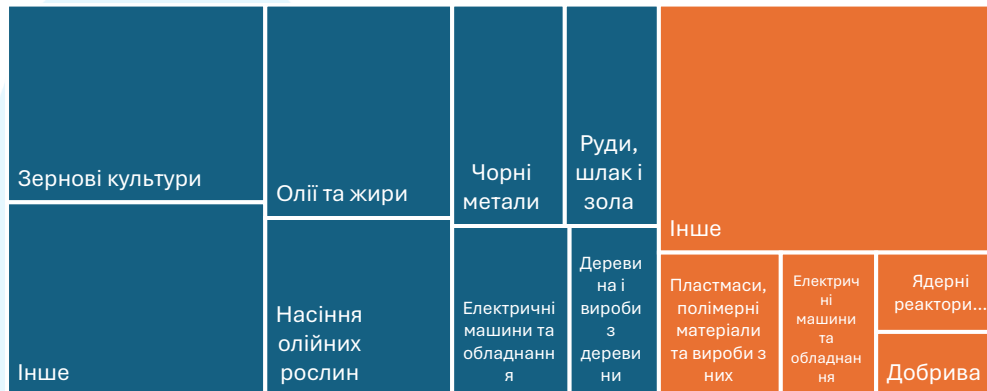 Зернові культури
Інше
Олії та жири
Насіння
олійних
рослин
Чорні
метали
Руди,
шлак і
зола
Електричні
машини та
обладнанн
я
Дереви
на і
вироби
з
дереви
ни
Інше
Пластмаси,
полімерні
матеріали
та вироби з
них
Електрич
ні
машини
та
обладнан
ня
Ядерні
реактори...
Добрива